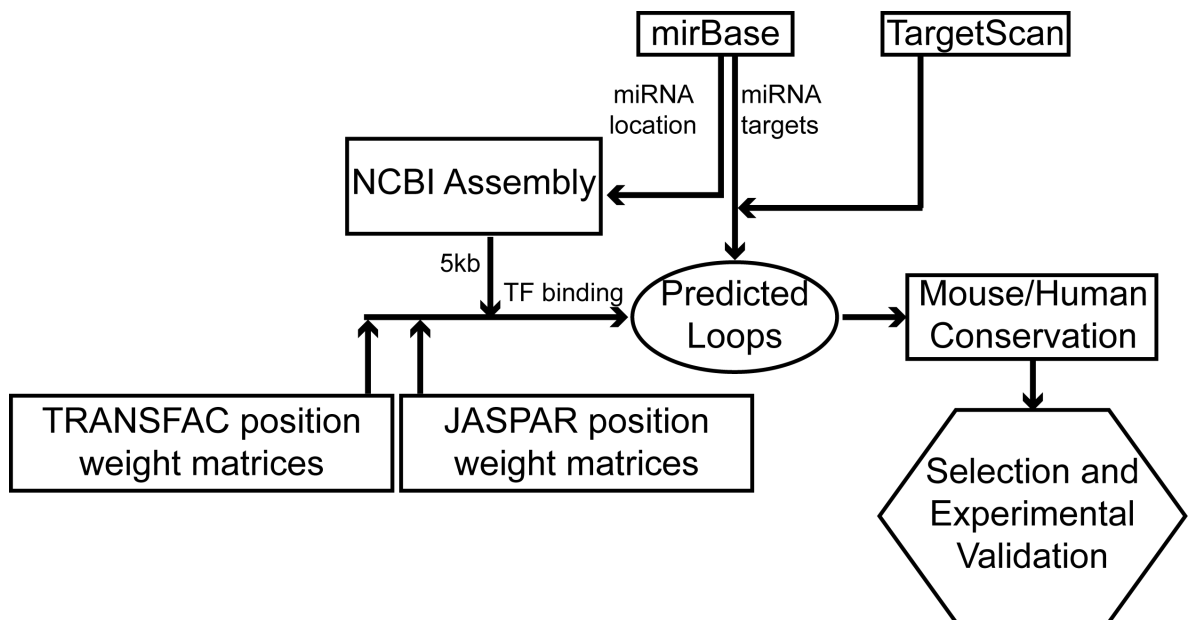 mirBase
TargetScan
miRNA
location
miRNA
targets
NCBI Assembly
5kb
TF binding
Predicted
Loops
Mouse/Human
Conservation
TRANSFAC position
weight matrices
JASPAR position
weight matrices
Selection and
Experimental
Validation